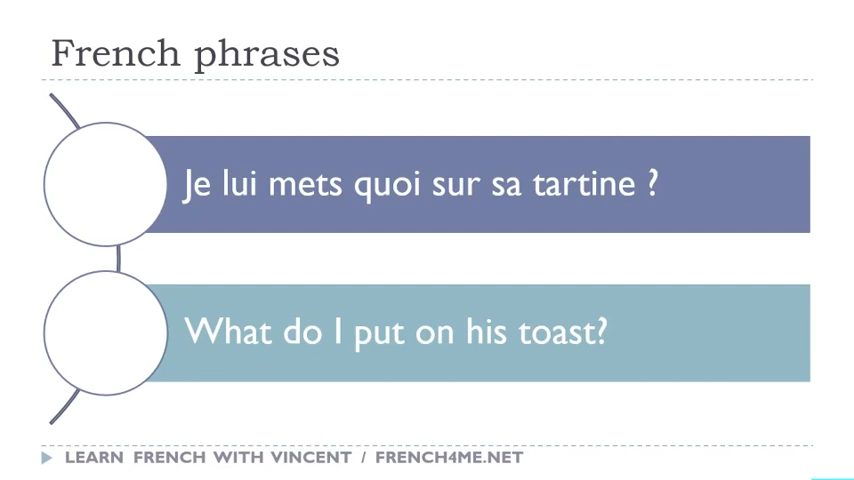 French phrases
Je lui mets quoi sur sa tartine ?
What do I put on his toast?
LEARN FRENCH WITH VINCENT / FRENCH4ME.NET